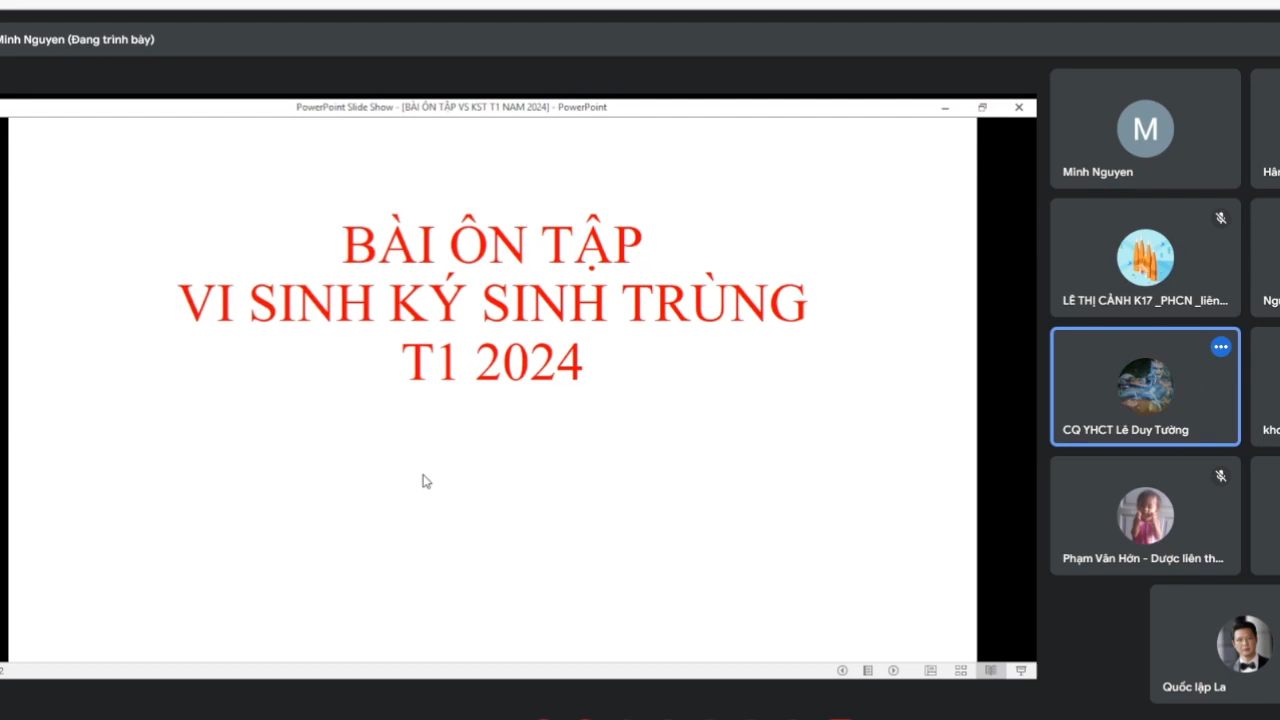 Minh Nguyen (Đang trình bày)
PowerPoint Slide Show - [BÀI ÔN TẬP VS KST T1 NAM 2024] - PowerPoint
BÀI ÔN TẬP
VI SINH KÝ SINH TRÙNG
T1 2024
M
Minh Nguyen
LÊ THỊ CẢNH K17 _PHCN _liên...
CQ YHCT Lê Duy Tường
Phạm Văn Hớn - Dược liên th...
Quốc lập La